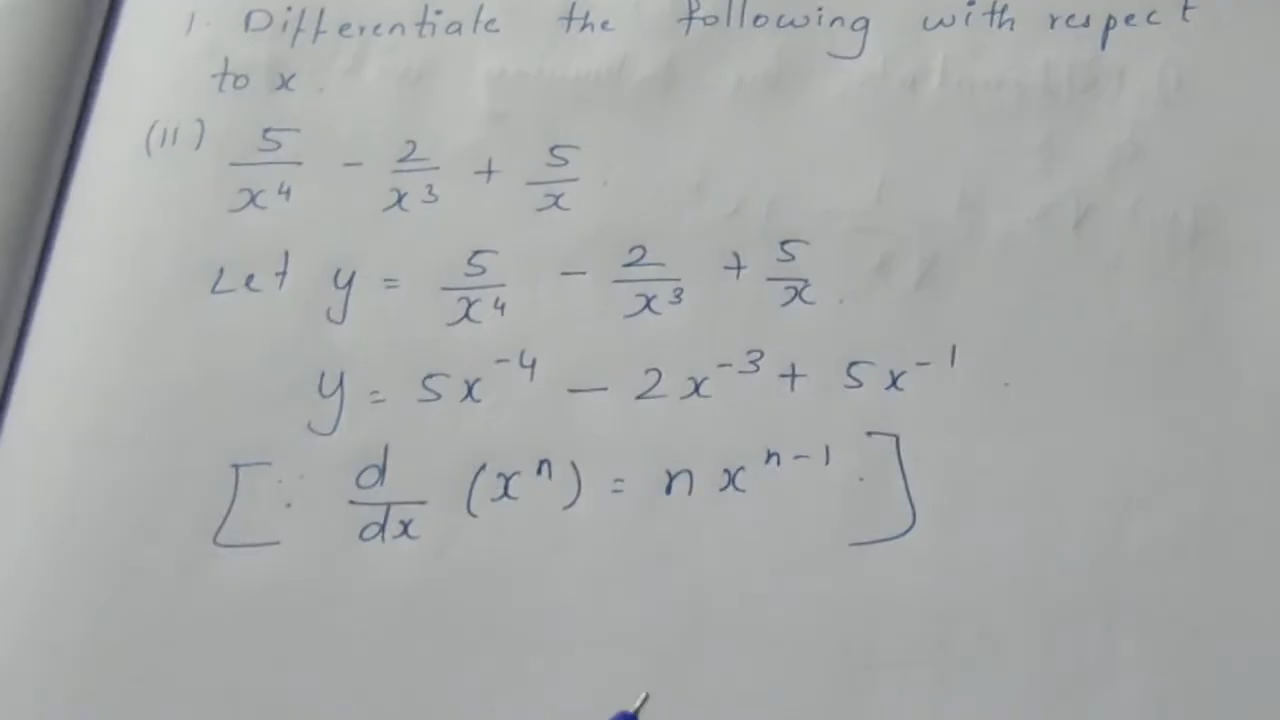 1. Differentiate the following with respect
to x.
(ii) 5/x⁴ - 2/x³ + 5/x.
Let y = 5/x⁴ - 2/x³ + 5/x.
y = 5x⁻⁴ - 2x⁻³ + 5x⁻¹.
[∵ d/dx (xⁿ) = n xⁿ⁻¹.]